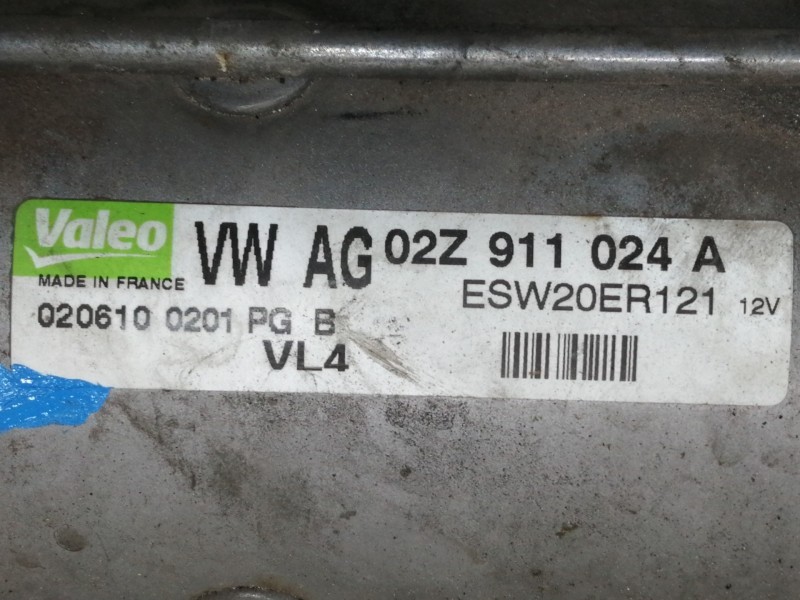 Valeo VW AG 02Z 911 024 A
MADE IN FRANCE ESW20ER121 12V
020610 0201 PG B
VL4